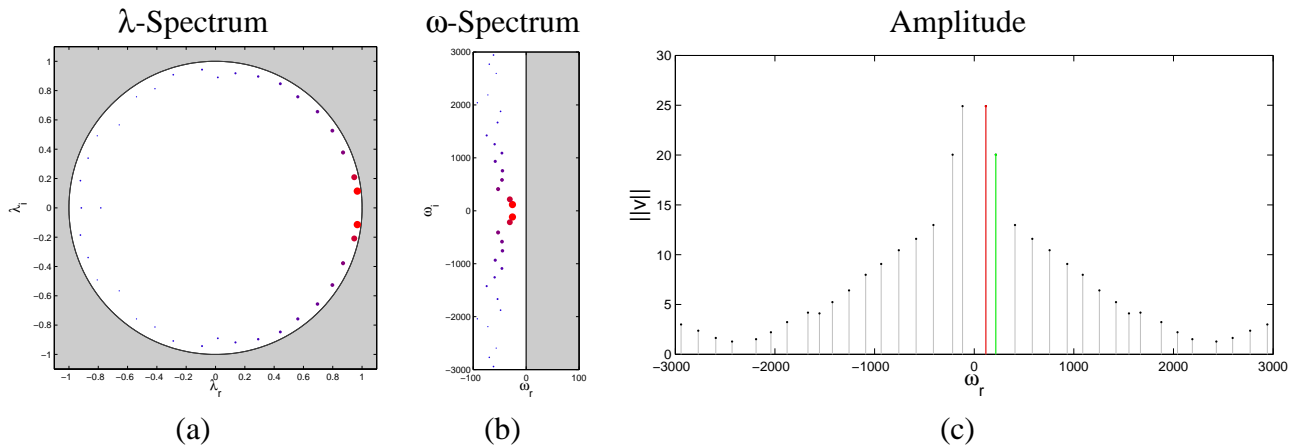 λ-Spectrum
ω-Spectrum
Amplitude
1
0.8
0.6
0.4
0.2
0
−0.2
−0.4
−0.6
−0.8
−1
λi
−1 −0.8 −0.6 −0.4 −0.2 0 0.2 0.4 0.6 0.8 1
λr
3000
2000
1000
0
−1000
−2000
−3000
ωi
−100 0 100
ωr
30
25
20
15
10
5
0
||v||
−3000 −2000 −1000 0 1000 2000 3000
ωr
(a)
(b)
(c)